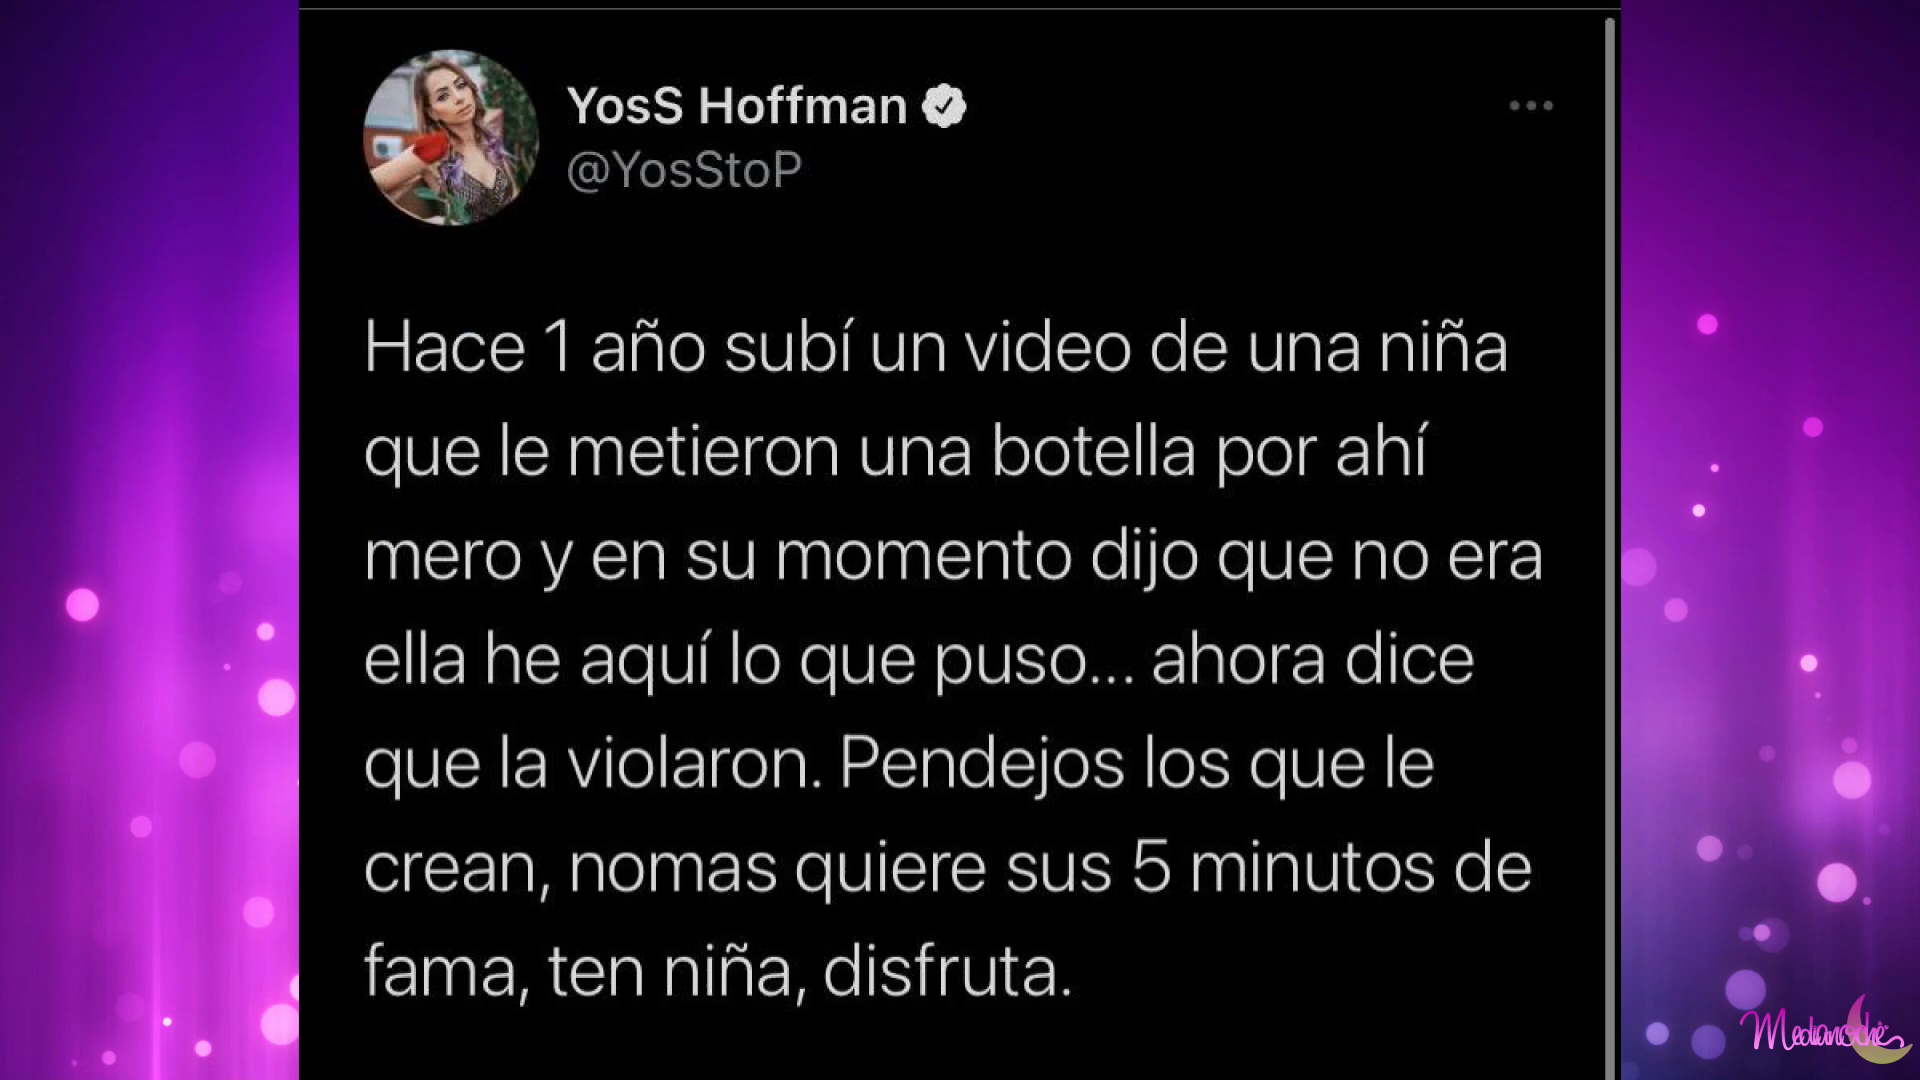 YosS Hoffman
@YosStoP
Hace 1 año subí un video de una niña
que le metieron una botella por ahí
mero y en su momento dijo que no era
ella he aquí lo que puso... ahora dice
que la violaron. Pendejos los que le
crean, nomas quiere sus 5 minutos de
fama, ten niña, disfruta.
Medianoche